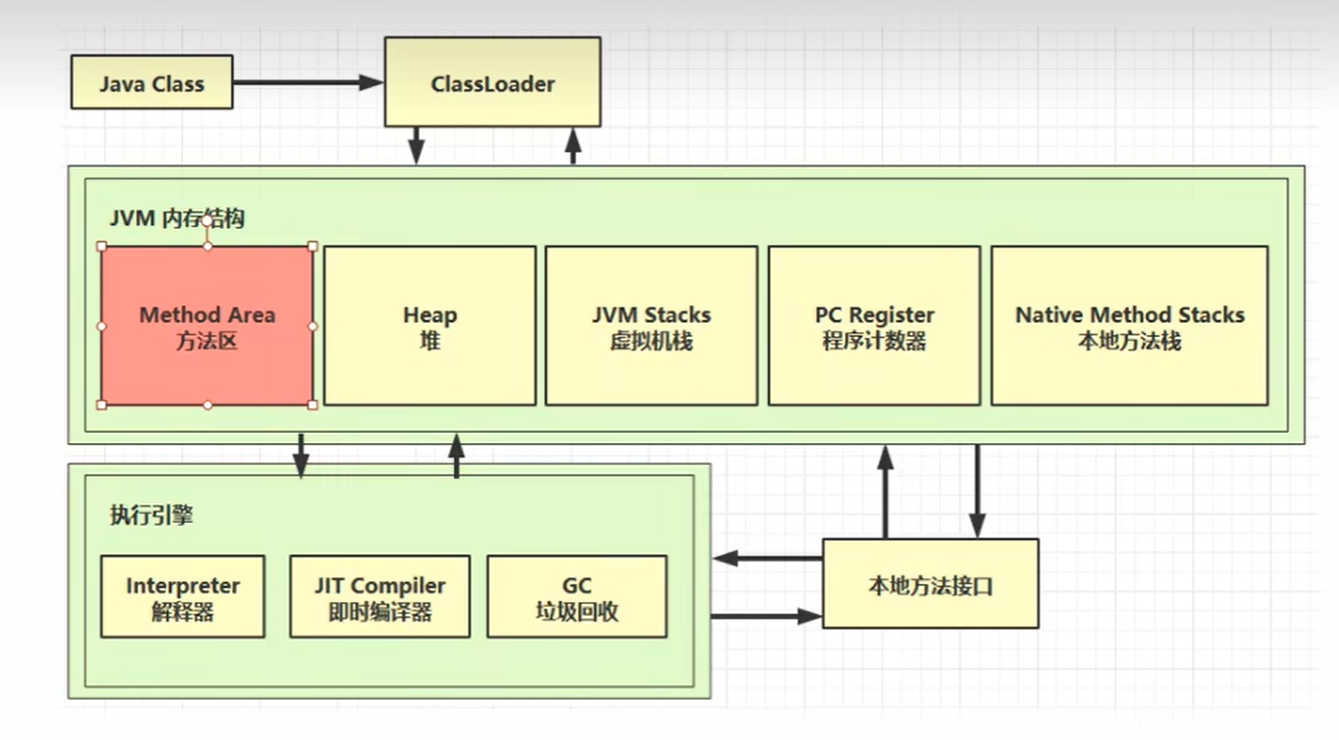 Java Class
ClassLoader
JVM 内存结构
Method Area
方法区
Heap
堆
JVM Stacks
虚拟机栈
PC Register
程序计数器
Native Method Stacks
本地方法栈
执行引擎
Interpreter
解释器
JIT Compiler
即时编译器
GC
垃圾回收
本地方法接口